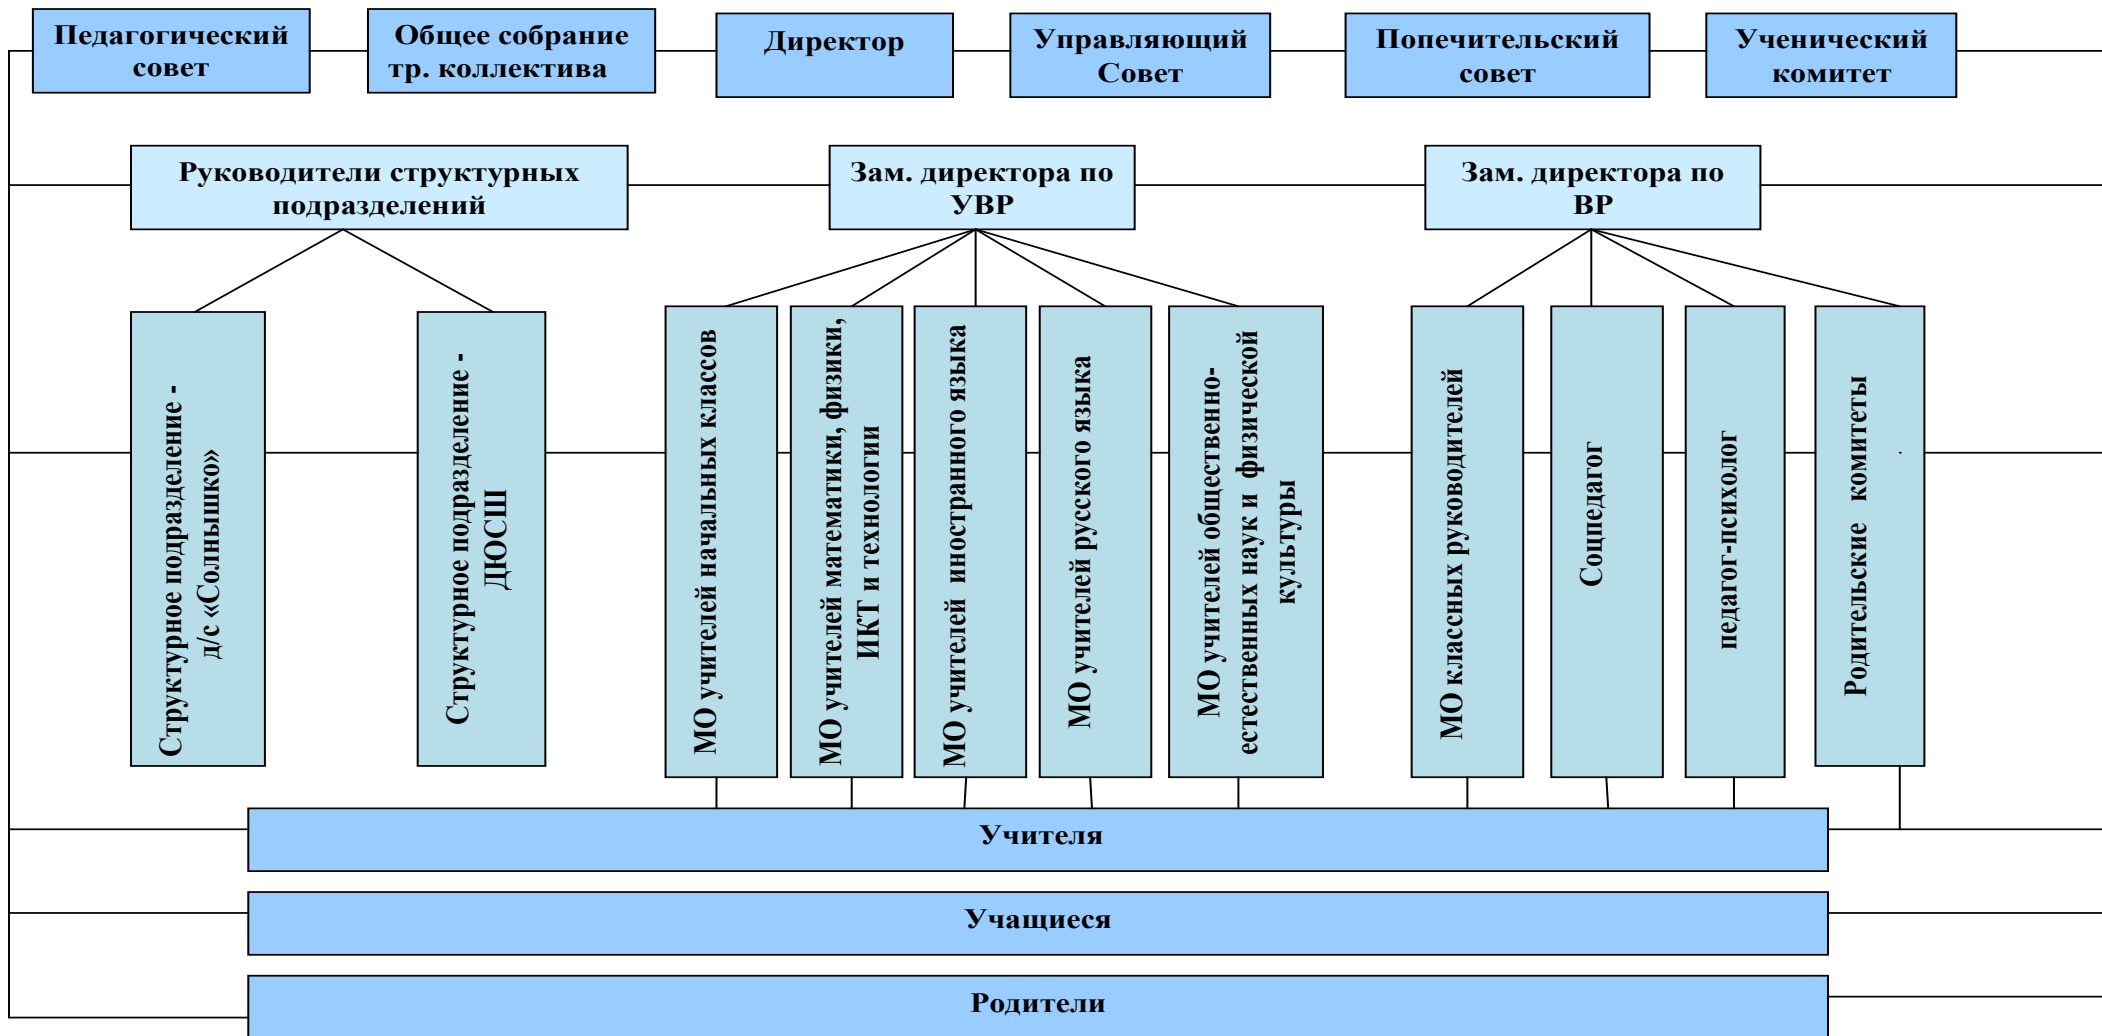 Педагогический
совет
Общее собрание
тр. коллектива
Директор
Управляющий
Совет
Попечительский
совет
Ученический
комитет
Руководители структурных
подразделений
Зам. директора по
УВР
Зам. директора по
ВР
Структурное подразделение -
д/с «Солнышко»
Структурное подразделение -
ДЮСШ
МО учителей начальных классов
МО учителей математики, физики,
ИКТ и технологии
МО учителей иностранного языка
МО учителей русского языка
МО учителей общественно-
естественных наук и физической
культуры
МО классных руководителей
Соцпедагог
педагог-психолог
Родительские комитеты
Учителя
Учащиеся
Родители